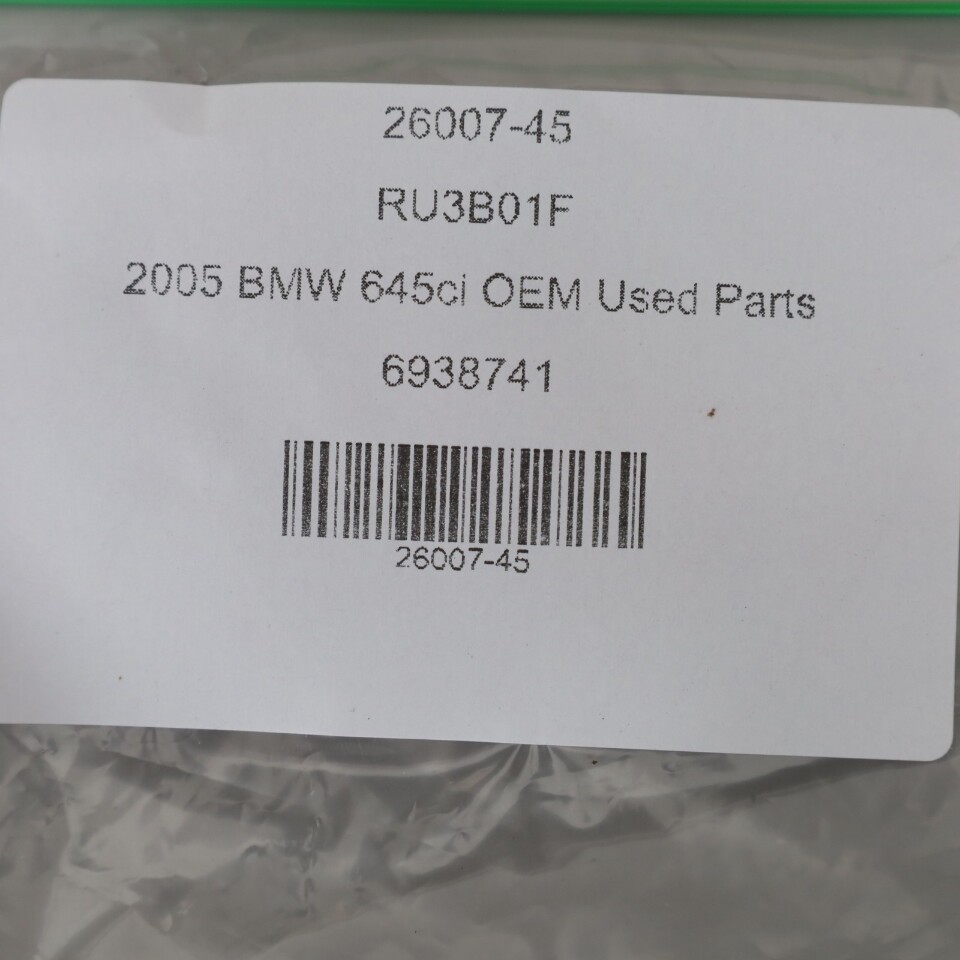 26007-45
RU3B01F
2005 BMW 645ci OEM Used Parts
6938741
26007-45